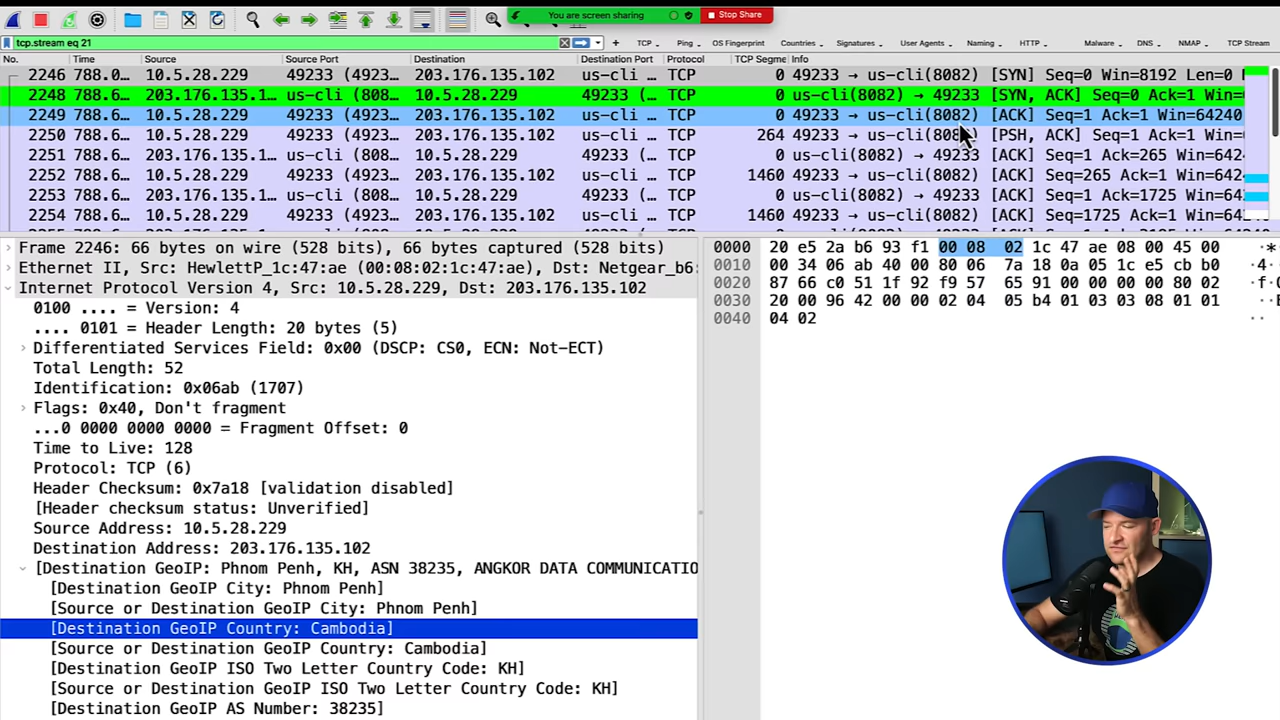 You are screen sharing Stop Share
tcp.stream eq 21 TCP Ping OS Fingerprint Countries Signatures User Agents Naming HTTP Malware DNS NMAP TCP Stream
No. Time Source Source Port Destination Destination Port Protocol TCP Segme Info
2246 788.0… 10.5.28.229 49233 (4923… 203.176.135.102 us-cli … TCP 0 49233 → us-cli(8082) [SYN] Seq=0 Win=8192 Len=0
2248 788.6… 203.176.135.1… us-cli (808… 10.5.28.229 49233 (… TCP 0 us-cli(8082) → 49233 [SYN, ACK] Seq=0 Ack=1 Win=
2249 788.6… 10.5.28.229 49233 (4923… 203.176.135.102 us-cli … TCP 0 49233 → us-cli(8082) [ACK] Seq=1 Ack=1 Win=64240
2250 788.6… 10.5.28.229 49233 (4923… 203.176.135.102 us-cli … TCP 264 49233 → us-cli(8082) [PSH, ACK] Seq=1 Ack=1 Win=
2251 788.6… 203.176.135.1… us-cli (808… 10.5.28.229 49233 (… TCP 0 us-cli(8082) → 49233 [ACK] Seq=1 Ack=265 Win=642
2252 788.6… 10.5.28.229 49233 (4923… 203.176.135.102 us-cli … TCP 1460 49233 → us-cli(8082) [ACK] Seq=265 Ack=1 Win=642
2253 788.6… 203.176.135.1… us-cli (808… 10.5.28.229 49233 (… TCP 0 us-cli(8082) → 49233 [ACK] Seq=1 Ack=1725 Win=64
2254 788.6… 10.5.28.229 49233 (4923… 203.176.135.102 us-cli … TCP 1460 49233 → us-cli(8082) [ACK] Seq=1725 Ack=1 Win=64
Frame 2246: 66 bytes on wire (528 bits), 66 bytes captured (528 bits)
Ethernet II, Src: HewlettP_1c:47:ae (00:08:02:1c:47:ae), Dst: Netgear_b6:
Internet Protocol Version 4, Src: 10.5.28.229, Dst: 203.176.135.102
0100 .... = Version: 4
.... 0101 = Header Length: 20 bytes (5)
Differentiated Services Field: 0x00 (DSCP: CS0, ECN: Not-ECT)
Total Length: 52
Identification: 0x06ab (1707)
Flags: 0x40, Don't fragment
...0 0000 0000 0000 = Fragment Offset: 0
Time to Live: 128
Protocol: TCP (6)
Header Checksum: 0x7a18 [validation disabled]
[Header checksum status: Unverified]
Source Address: 10.5.28.229
Destination Address: 203.176.135.102
[Destination GeoIP: Phnom Penh, KH, ASN 38235, ANGKOR DATA COMMUNICATIO
[Destination GeoIP City: Phnom Penh]
[Source or Destination GeoIP City: Phnom Penh]
[Destination GeoIP Country: Cambodia]
[Source or Destination GeoIP Country: Cambodia]
[Destination GeoIP ISO Two Letter Country Code: KH]
[Source or Destination GeoIP ISO Two Letter Country Code: KH]
[Destination GeoIP AS Number: 38235]
0000 20 e5 2a b6 93 f1 00 08 02 1c 47 ae 08 00 45 00 ·*
0010 00 34 06 ab 40 00 80 06 7a 18 0a 05 1c e5 cb b0 ·4·
0020 87 66 c0 51 1f 92 f9 57 65 91 00 00 00 00 80 02 ·f
0030 20 00 96 42 00 00 02 04 05 b4 01 03 03 08 01 01
0040 04 02 ··